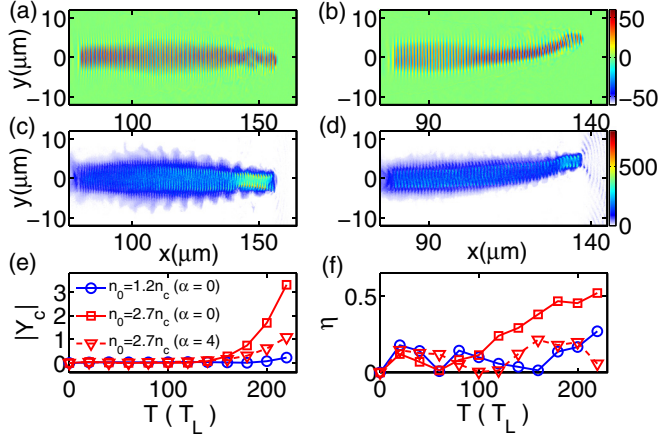 (a)
(b)
y(μm)
10
0
−10
100
150
90
140
50
0
−50
(c)
(d)
y(μm)
10
0
−10
100
150
90
140
x(μm)
x(μm)
500
0
(e)
(f)
|Y_c|
3
2
1
0
n_0=1.2n_c (α = 0)
n_0=2.7n_c (α = 0)
n_0=2.7n_c (α = 4)
0
100
200
T ( T_L )
η
0.5
0
0
100
200
T ( T_L )